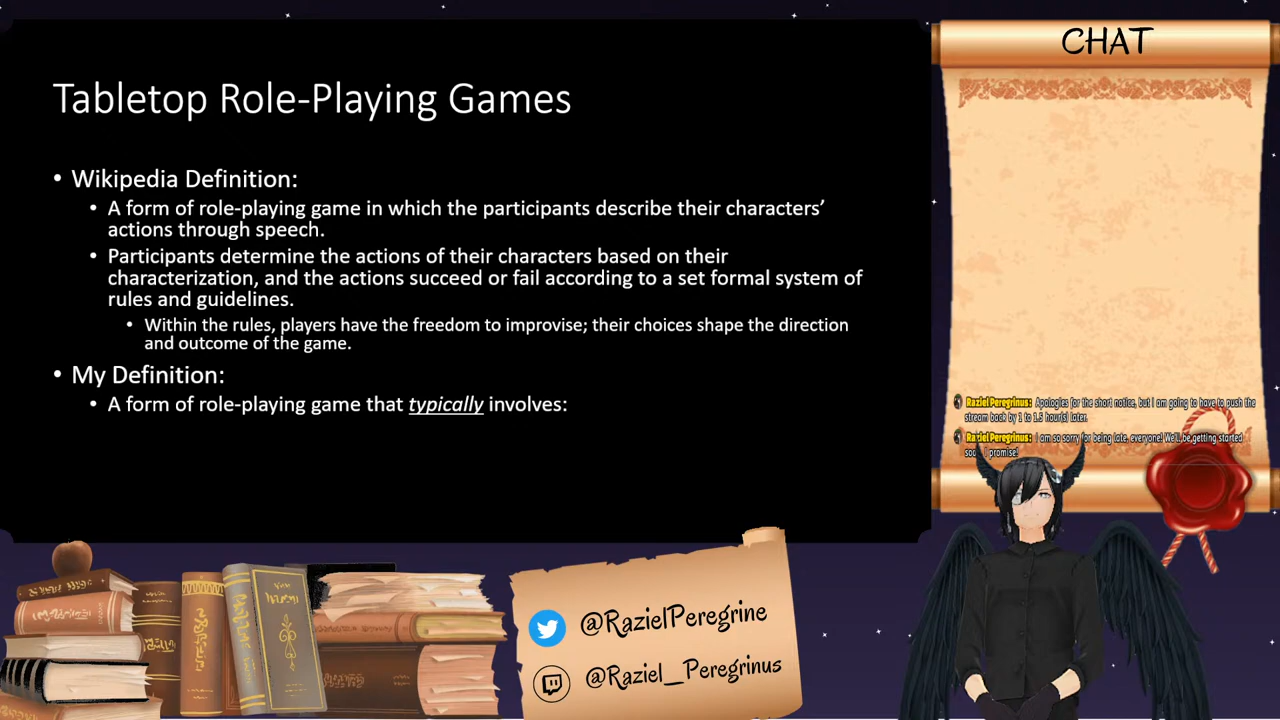 Tabletop Role-Playing Games
• Wikipedia Definition:
• A form of role-playing game in which the participants describe their characters’
actions through speech.
• Participants determine the actions of their characters based on their
characterization, and the actions succeed or fail according to a set formal system of
rules and guidelines.
• Within the rules, players have the freedom to improvise; their choices shape the direction
and outcome of the game.
• My Definition:
• A form of role-playing game that typically involves:
CHAT
RazielPeregrinus: Apologies for the short notice, but I am going to have to push the
stream back by 1 to 1.5 hour(s) later.
RazielPeregrinus: I am so sorry for being late, everyone! We'll be getting started
I promise!
@RazielPeregrine
@Raziel_Peregrinus